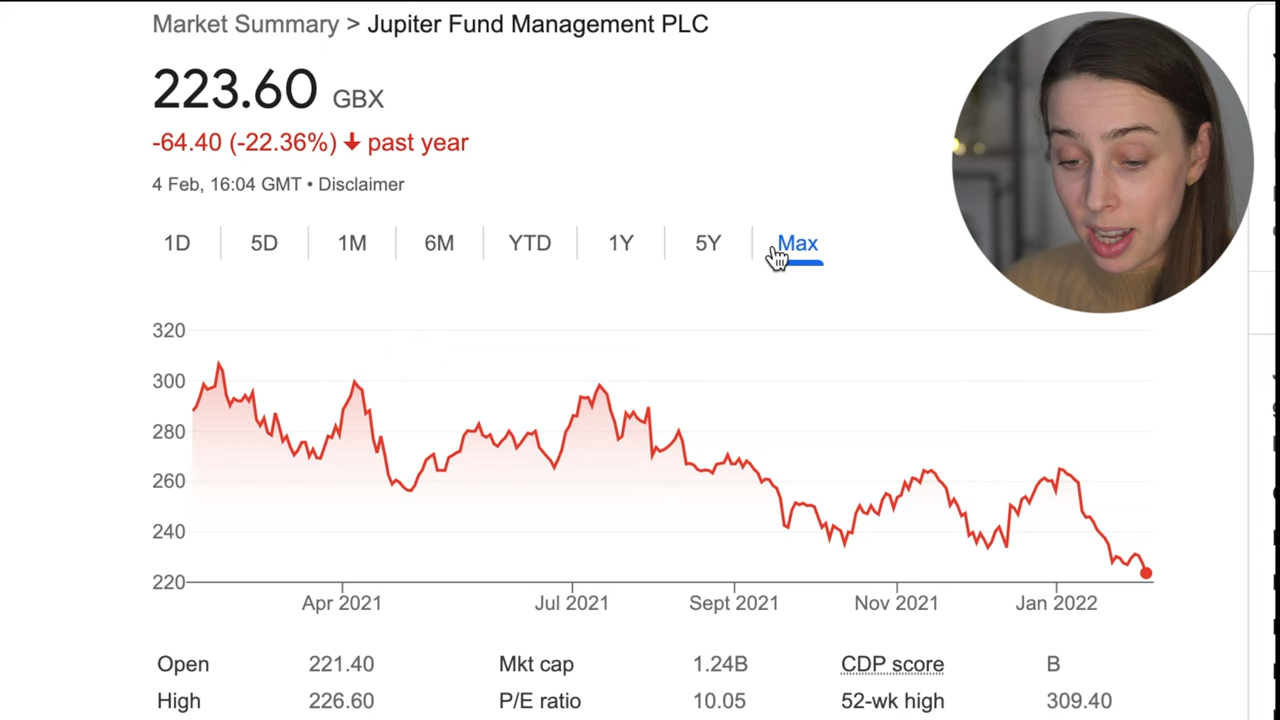 Market Summary > Jupiter Fund Management PLC
223.60 GBX
-64.40 (-22.36%) ↓ past year
4 Feb, 16:04 GMT • Disclaimer
1D 5D 1M 6M YTD 1Y 5Y Max
320
300
280
260
240
220
Apr 2021 Jul 2021 Sept 2021 Nov 2021 Jan 2022
Open 221.40 Mkt cap 1.24B CDP score B
High 226.60 P/E ratio 10.05 52-wk high 309.40